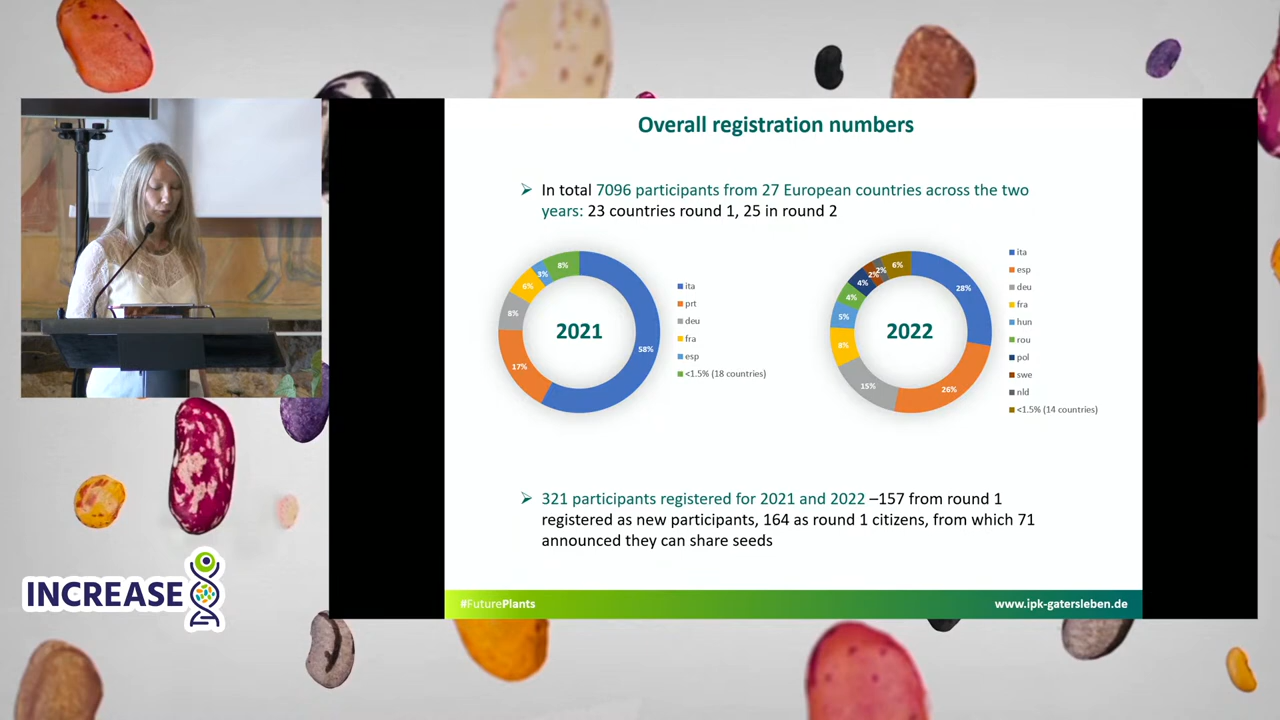 Overall registration numbers
➢ In total 7096 participants from 27 European countries across the two
years: 23 countries round 1, 25 in round 2
8%
3%
6%
8%
17%
58%
2021
ita
prt
deu
fra
esp
<1.5% (18 countries)
6%
2%
2%
4%
4%
5%
8%
15%
26%
28%
2022
ita
esp
deu
fra
hun
rou
pol
swe
nld
<1.5% (14 countries)
➢ 321 participants registered for 2021 and 2022 –157 from round 1
registered as new participants, 164 as round 1 citizens, from which 71
announced they can share seeds
#FuturePlants
www.ipk-gatersleben.de
INCREASE